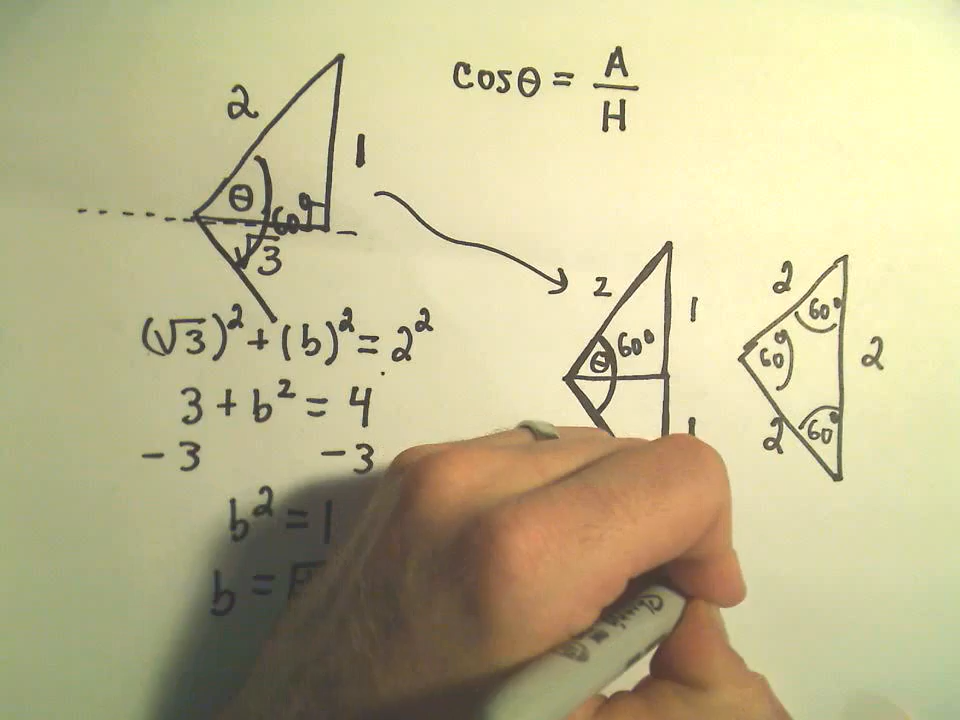 cosθ = A/H
2
1
θ
60°
√3
(√3)² + (b)² = 2²
3 + b² = 4
-3 -3
b² = 1
b =
2
1
θ 60°
1
2
60°
60°
2
2
60°